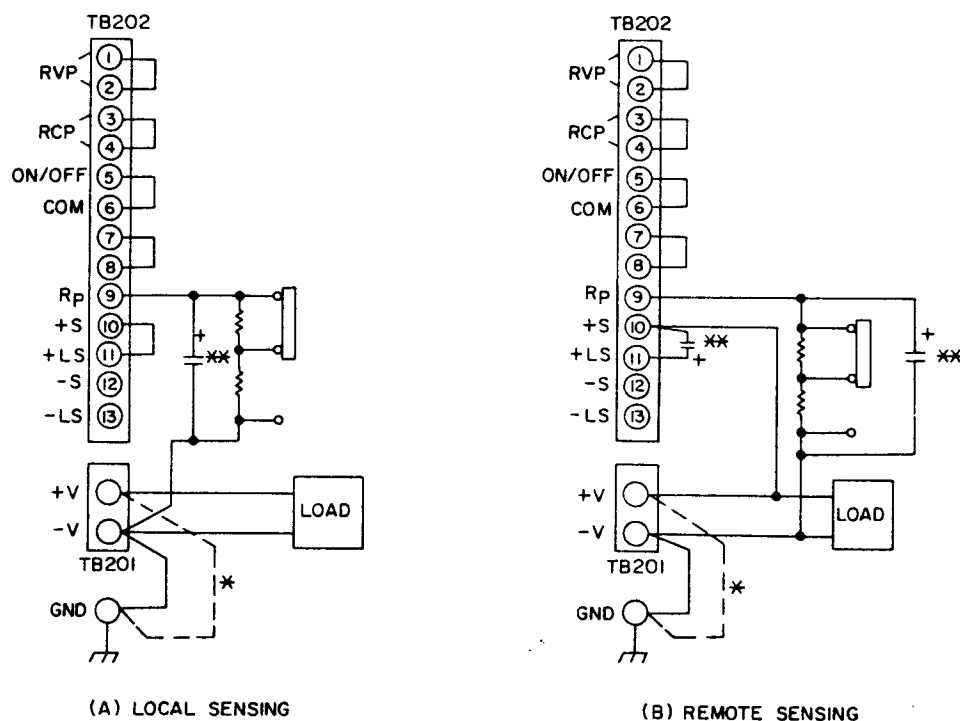 TB202
RVP
1
2
RCP
3
4
ON/OFF 5
COM 6
7
8
RP 9
+S 10
+LS 11
-S 12
-LS 13
+
**
+V
-V
LOAD
TB201
*
GND
(A) LOCAL SENSING
TB202
RVP
1
2
RCP
3
4
ON/OFF 5
COM 6
7
8
RP 9
+S 10
+LS 11
-S 12
-LS 13
**
+
+
**
+V
-V
LOAD
TB201
*
GND
(B) REMOTE SENSING